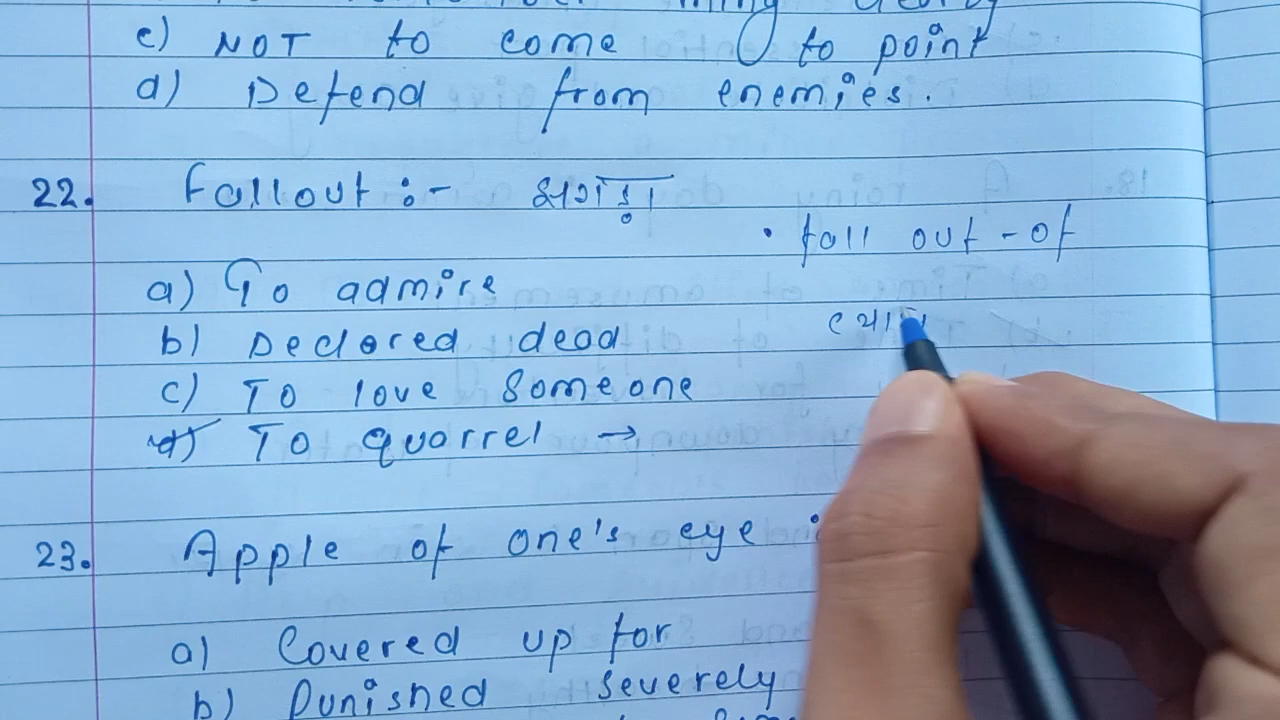 c) NOT to come to point
d) Defend from enemies.
22. Fallout :- झगड़ा
• fall out - of
a) To admire
b) Declared dead
c) To love someone
d) To quarrel →
23. Apple of one's eye :
a) Covered up for
b) Punished severely